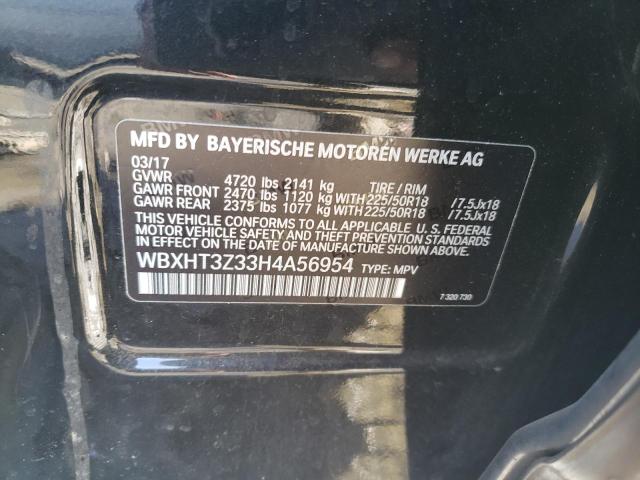 MFD BY BAYERISCHE MOTOREN WERKE AG
03/17
GVWR 4720 lbs 2141 kg TIRE / RIM
GAWR FRONT 2470 lbs 1120 kg WITH 225/50R18 /7.5Jx18
GAWR REAR 2375 lbs 1077 kg WITH 225/50R18 /7.5Jx18
THIS VEHICLE CONFORMS TO ALL APPLICABLE U. S. FEDERAL
MOTOR VEHICLE SAFETY AND THEFT PREVENTION
STANDARDS IN EFFECT ON THE DATE OF MANUFACTURE SHOWN ABOVE.
WBXHT3Z33H4A56954 TYPE: MPV
7 320 730